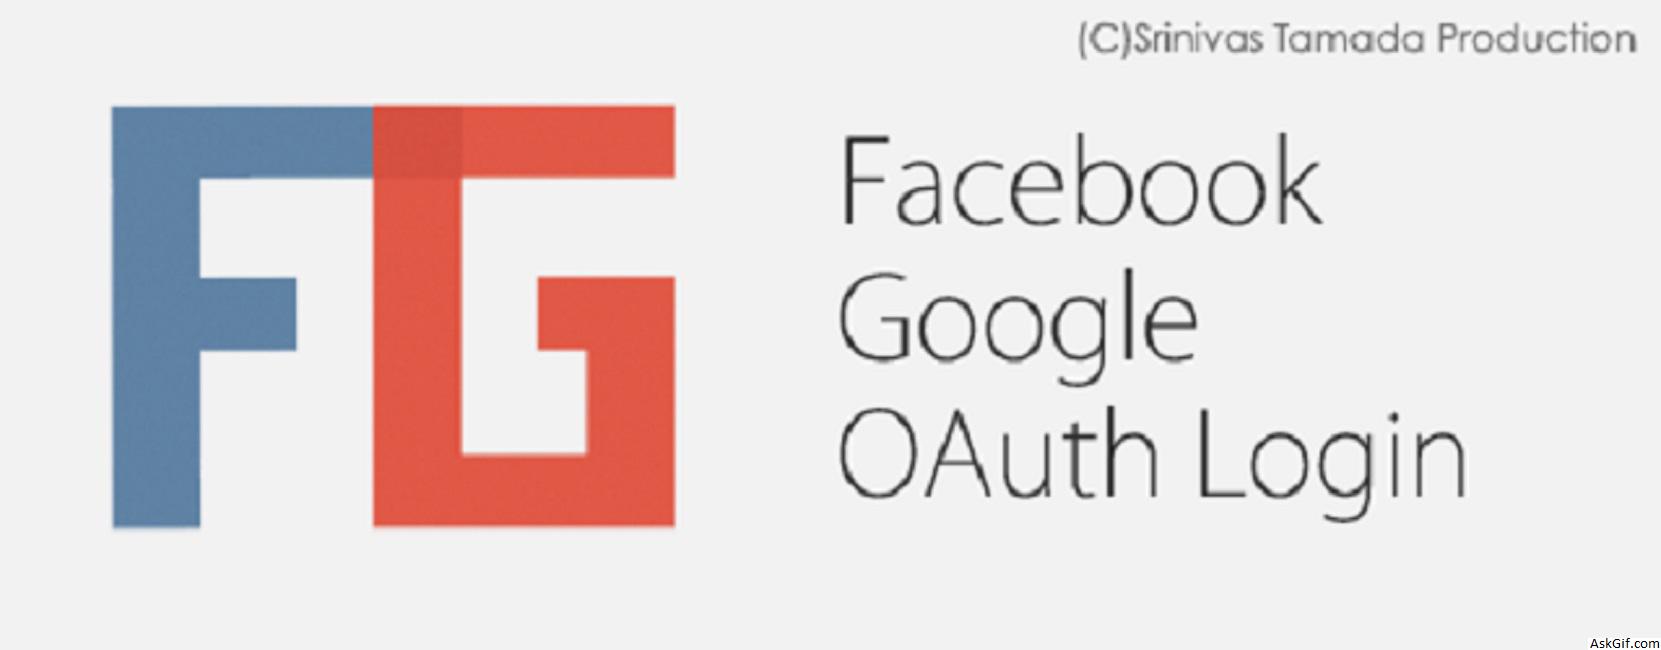 (C)Srinivas Tamada Production
FG
Facebook
Google
OAuth Login
AskGif.com